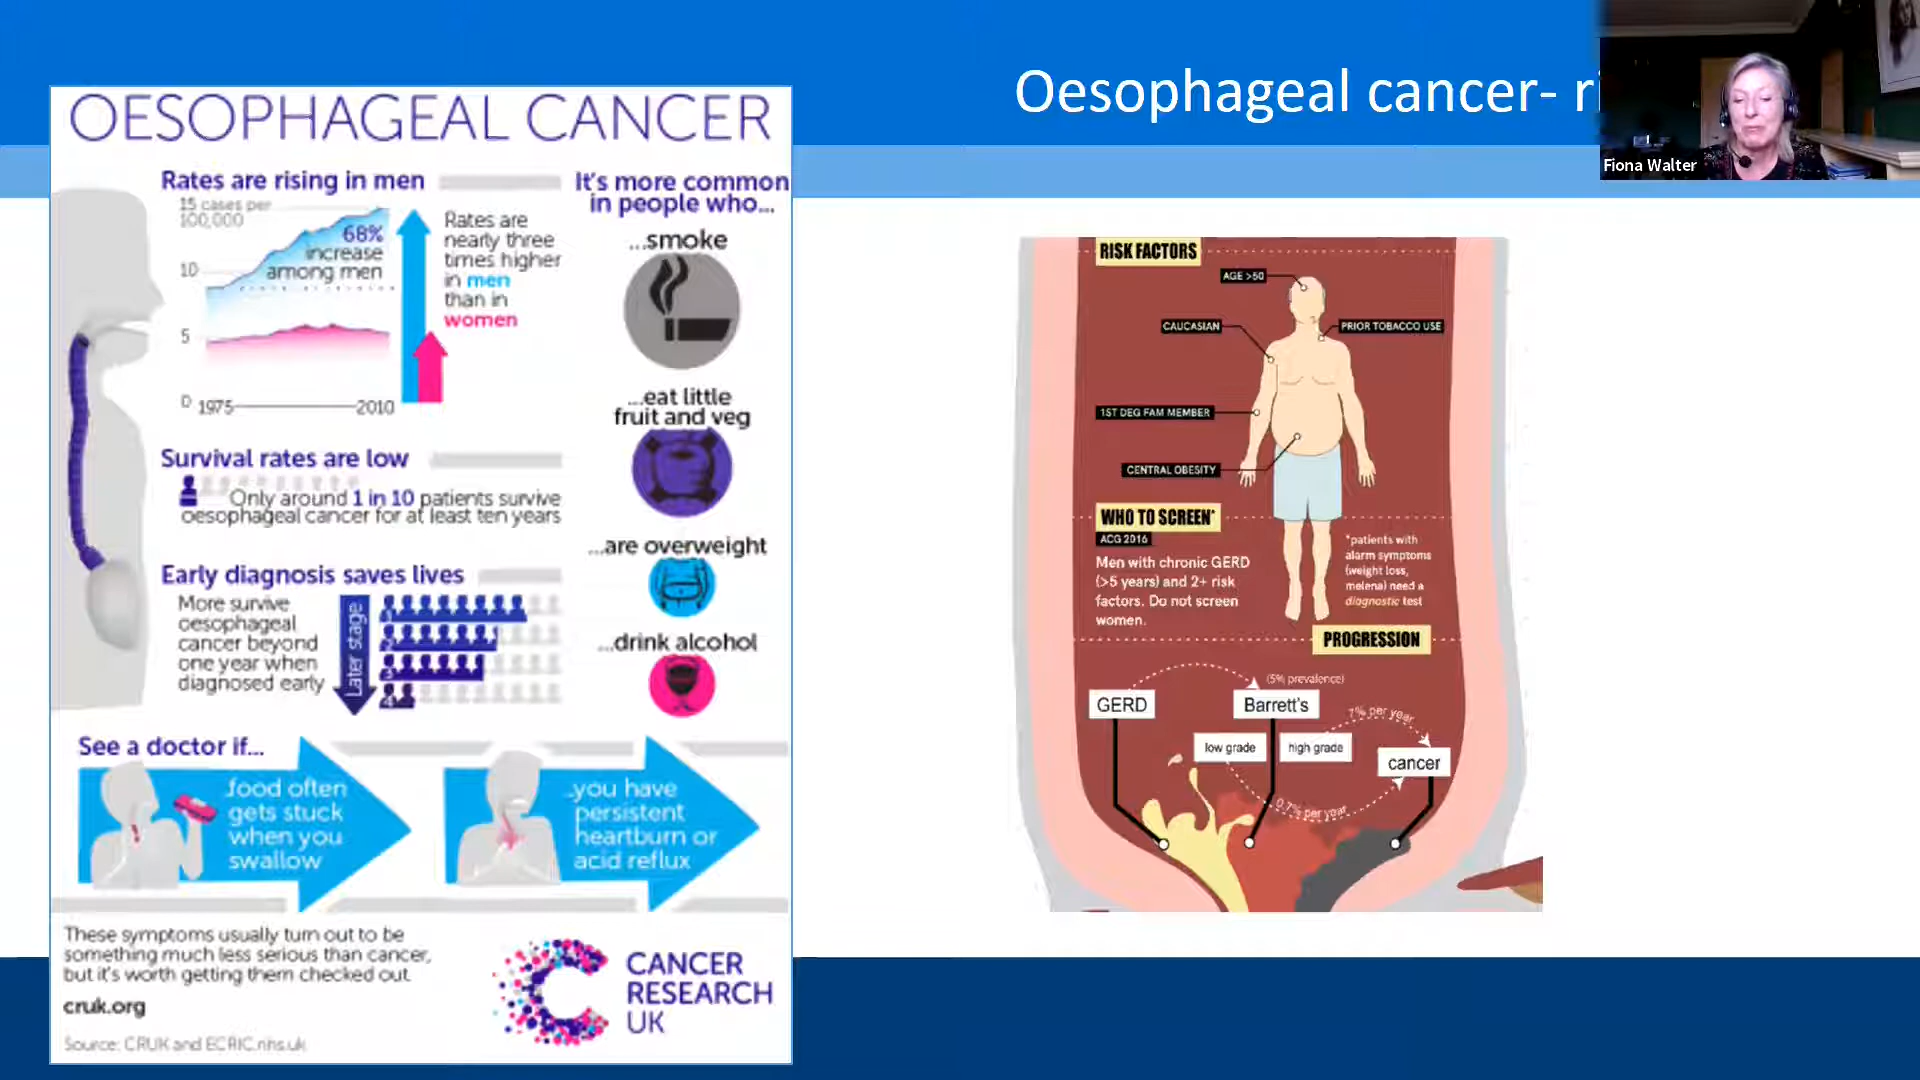 Oesophageal cancer- ri
Fiona Walter
OESOPHAGEAL CANCER
Rates are rising in men
15 cases per
100,000
10
5
0
1975
2010
68%
increase
among men
Rates are
nearly three
times higher
in men
than in
women
It's more common
in people who...
...smoke
...eat little
fruit and veg
...are overweight
...drink alcohol
Survival rates are low
Only around 1 in 10 patients survive
oesophageal cancer for at least ten years
Early diagnosis saves lives
More survive
oesophageal
cancer beyond
one year when
diagnosed early
Later stage
1
2
3
4
See a doctor if...
food often
gets stuck
when you
swallow
...you have
persistent
heartburn or
acid reflux
These symptoms usually turn out to be
something much less serious than cancer,
but it's worth getting them checked out
cruk.org
Source: CRUK and ECRIC.nhs.uk
CANCER
RESEARCH
UK
RISK FACTORS
AGE >50
CAUCASIAN
PRIOR TOBACCO USE
1ST DEG FAM MEMBER
CENTRAL OBESITY
WHO TO SCREEN*
ACG 2016
Men with chronic GERD
(>5 years) and 2+ risk
factors. Do not screen
women.
*patients with
alarm symptoms
(weight loss,
melena) need a
diagnostic test
PROGRESSION
(5% prevalence)
GERD
Barrett's
7% per year
low grade
high grade
cancer
0.7% per year